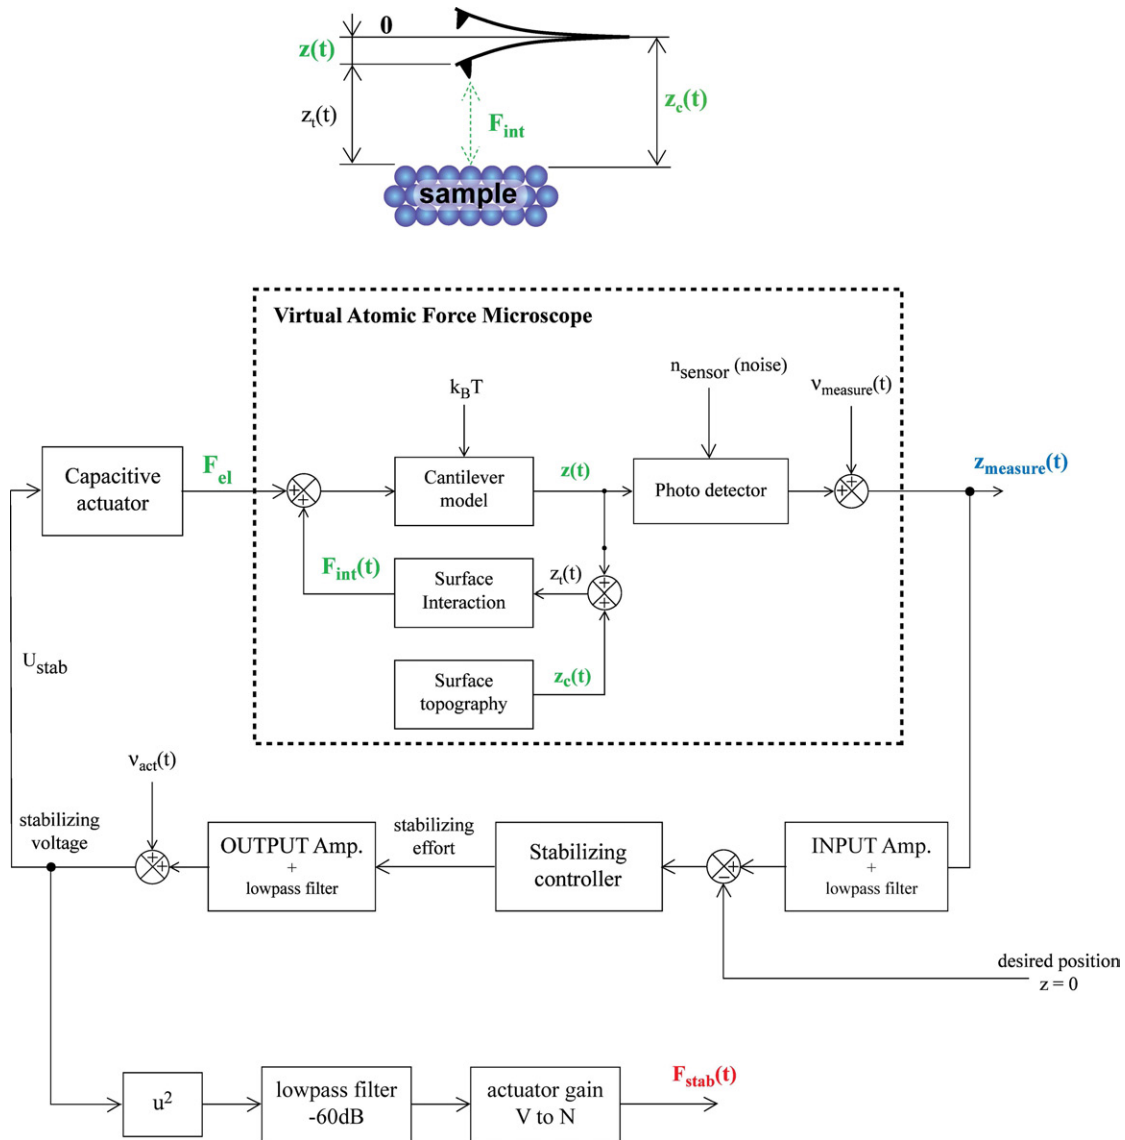 0
z(t)
z_t(t)
F_int
z_c(t)
sample
Virtual Atomic Force Microscope
n_sensor (noise)
ν_measure(t)
k_BT
Capacitive
actuator
F_el
+
+
Cantilever
model
z(t)
Photo detector
+
+
z_measure(t)
F_int(t)
Surface
Interaction
z_t(t)
+
+
U_stab
Surface
topography
z_c(t)
ν_act(t)
stabilizing
voltage
+
+
OUTPUT Amp.
+
lowpass filter
stabilizing
effort
Stabilizing
controller
+
−
INPUT Amp.
+
lowpass filter
desired position
z = 0
u²
lowpass filter
-60dB
actuator gain
V to N
F_stab(t)